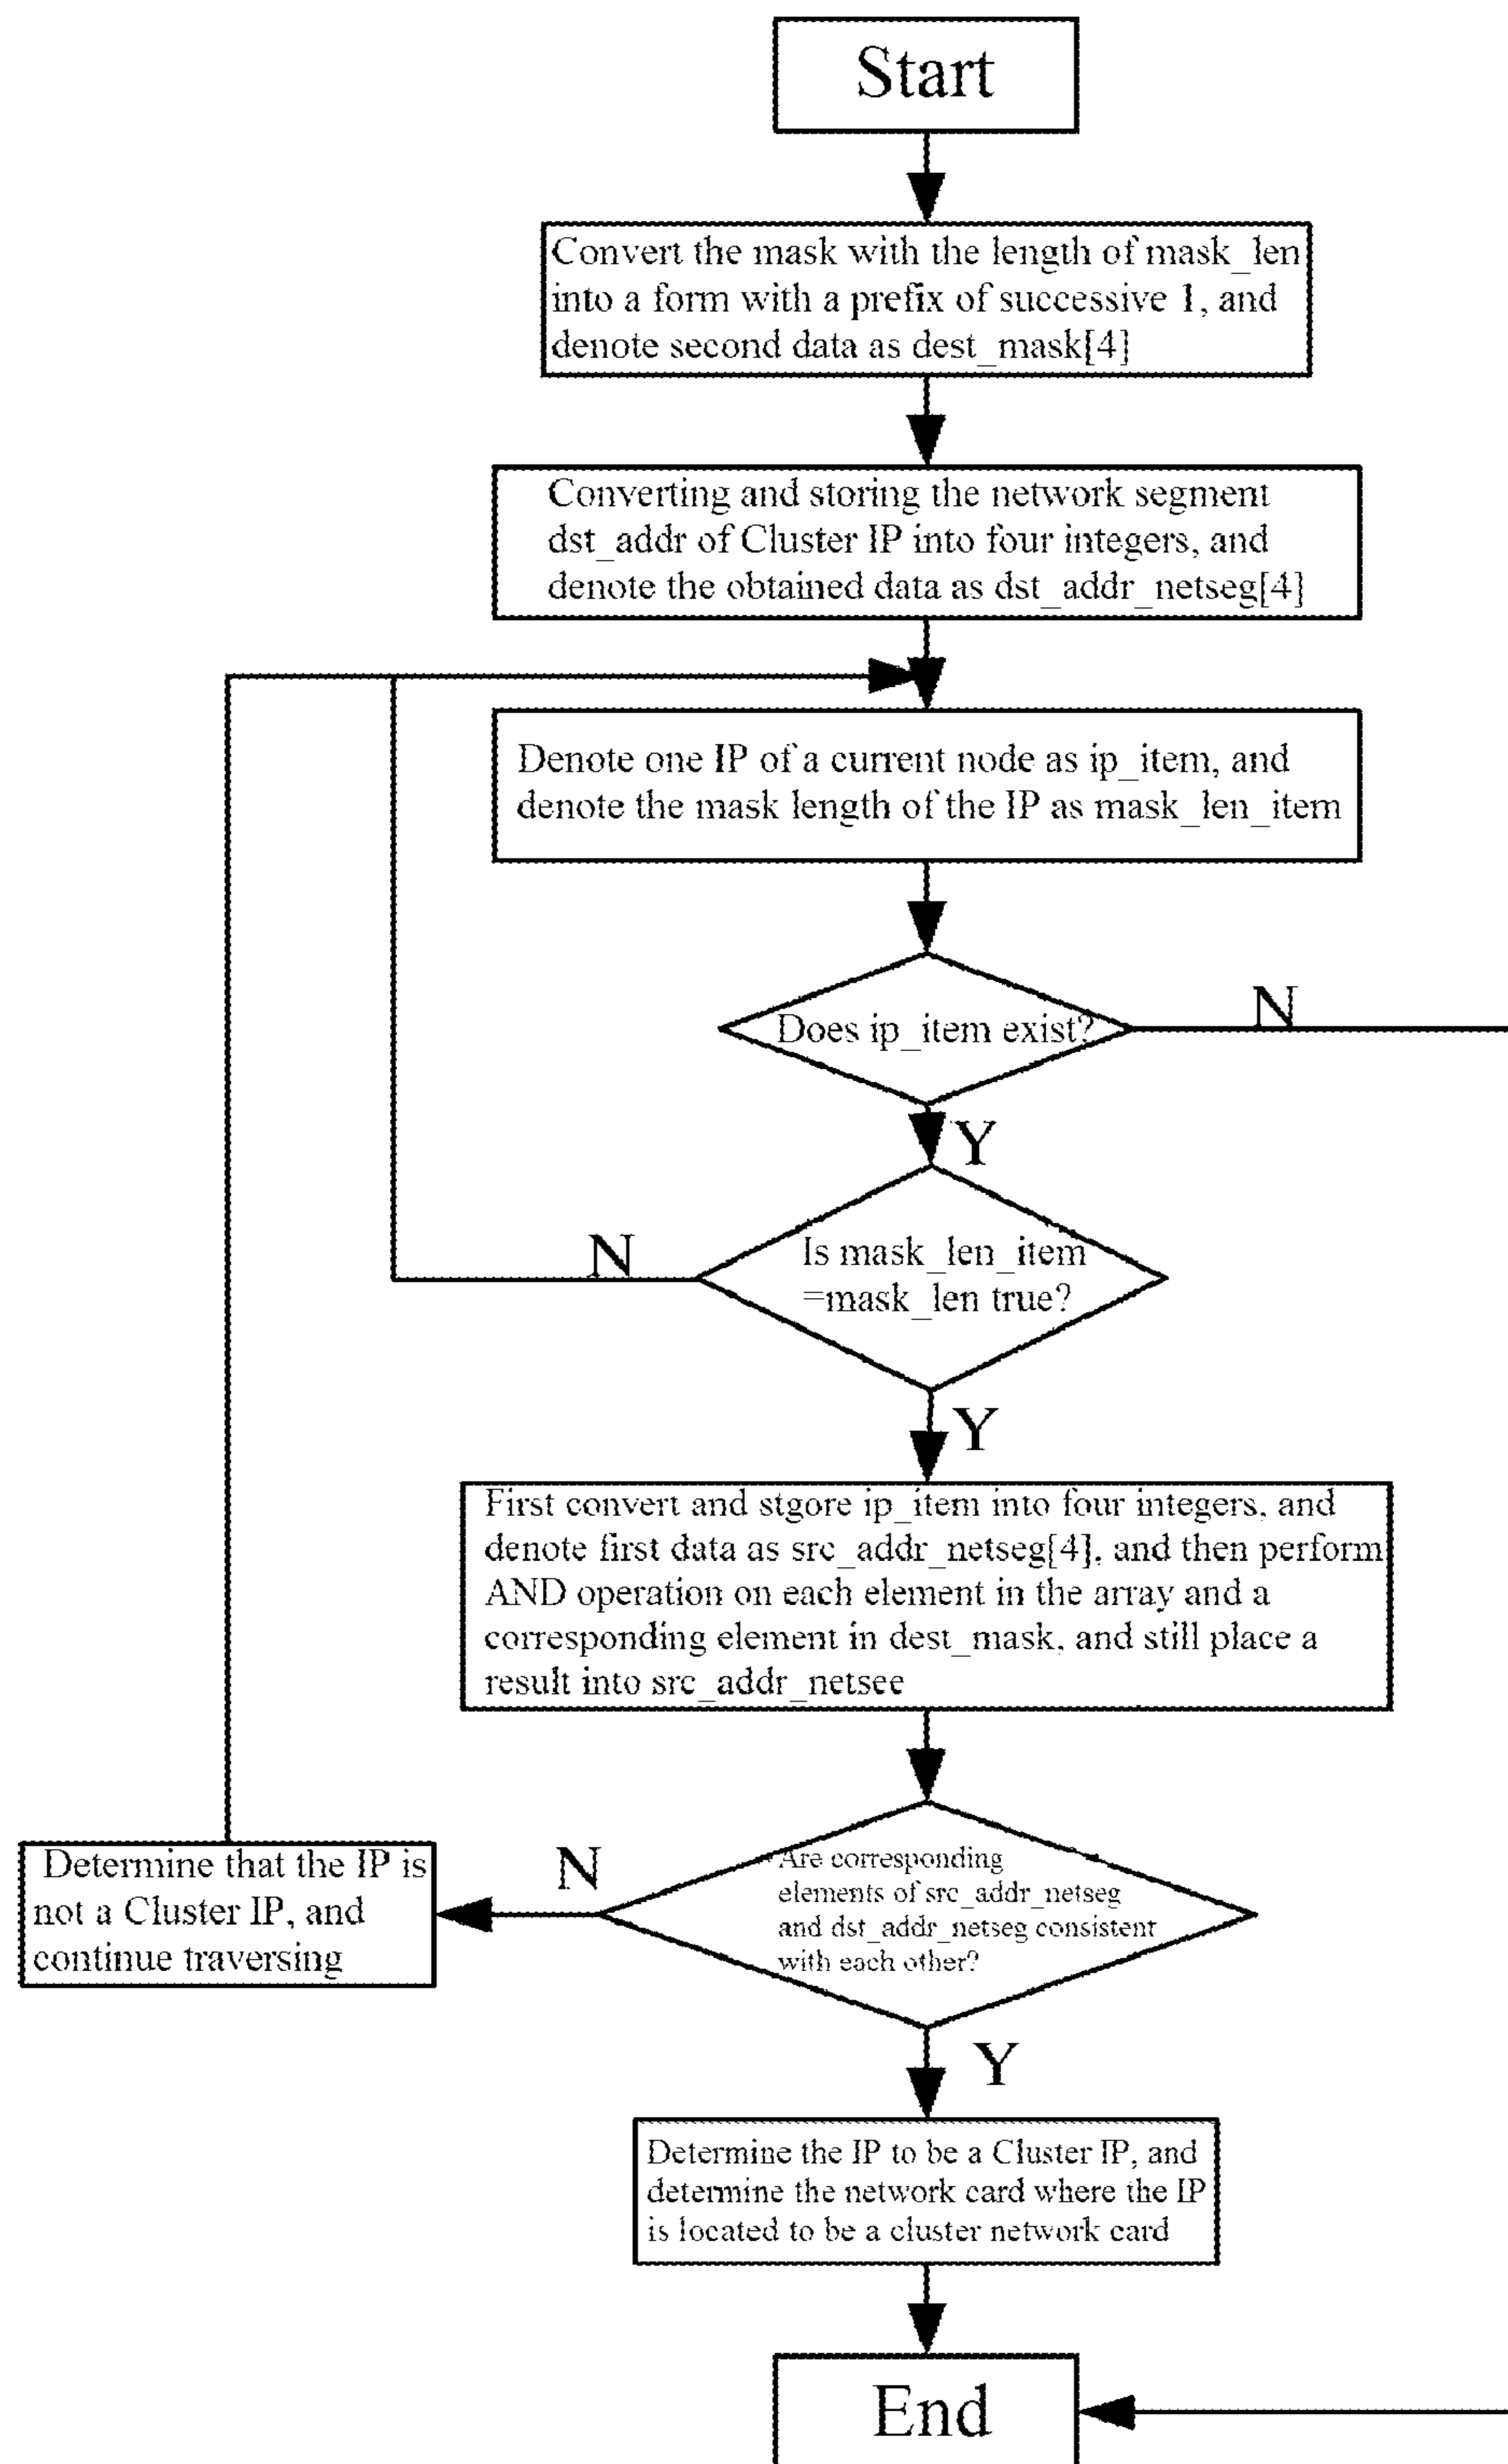 Start
Convert the mask with the length of mask_len
into a form with a prefix of successive 1, and
denote second data as dest_mask[4]
Converting and storing the network segment
dst_addr of Cluster IP into four integers, and
denote the obtained data as dst_addr_netseg[4]
Denote one IP of a current node as ip_item, and
denote the mask length of the IP as mask_len_item
Does ip_item exist?
N
Y
Is mask_len_item
=mask_len true?
N
Y
First convert and stgore ip_item into four integers, and
denote first data as src_addr_netseg[4], and then perform
AND operation on each element in the array and a
corresponding element in dest_mask, and still place a
result into src_addr_netsee
Are corresponding
elements of src_addr_netseg
and dst_addr_netseg consistent
with each other?
N
Determine that the IP is
not a Cluster IP, and
continue traversing
Y
Determine the IP to be a Cluster IP, and
determine the network card where the IP
is located to be a cluster network card
End